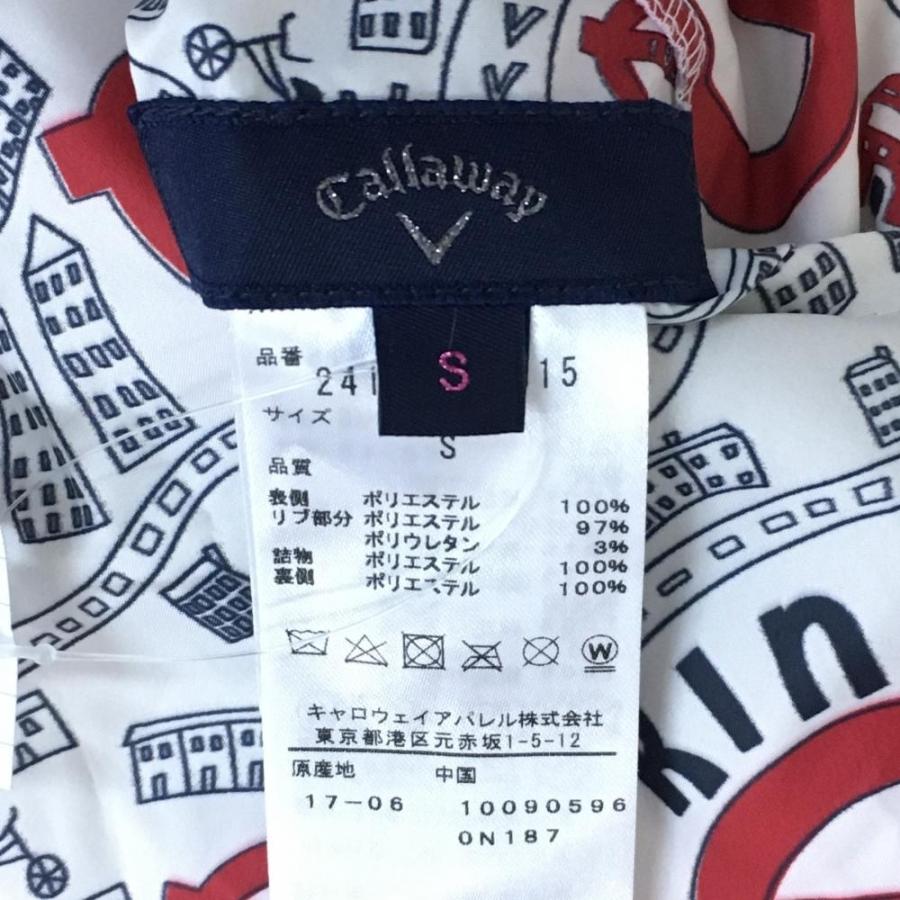 Callaway
S
品番
24 15
サイズ
S
品質
表側 ポリエステル 100%
リブ部分 ポリエステル 97%
ポリウレタン 3%
詰物 ポリエステル 100%
裏側 ポリエステル 100%
W
キャロウェイアパレル株式会社
東京都港区元赤坂1-5-12
原産地 中国
17-06 10090596
0N187